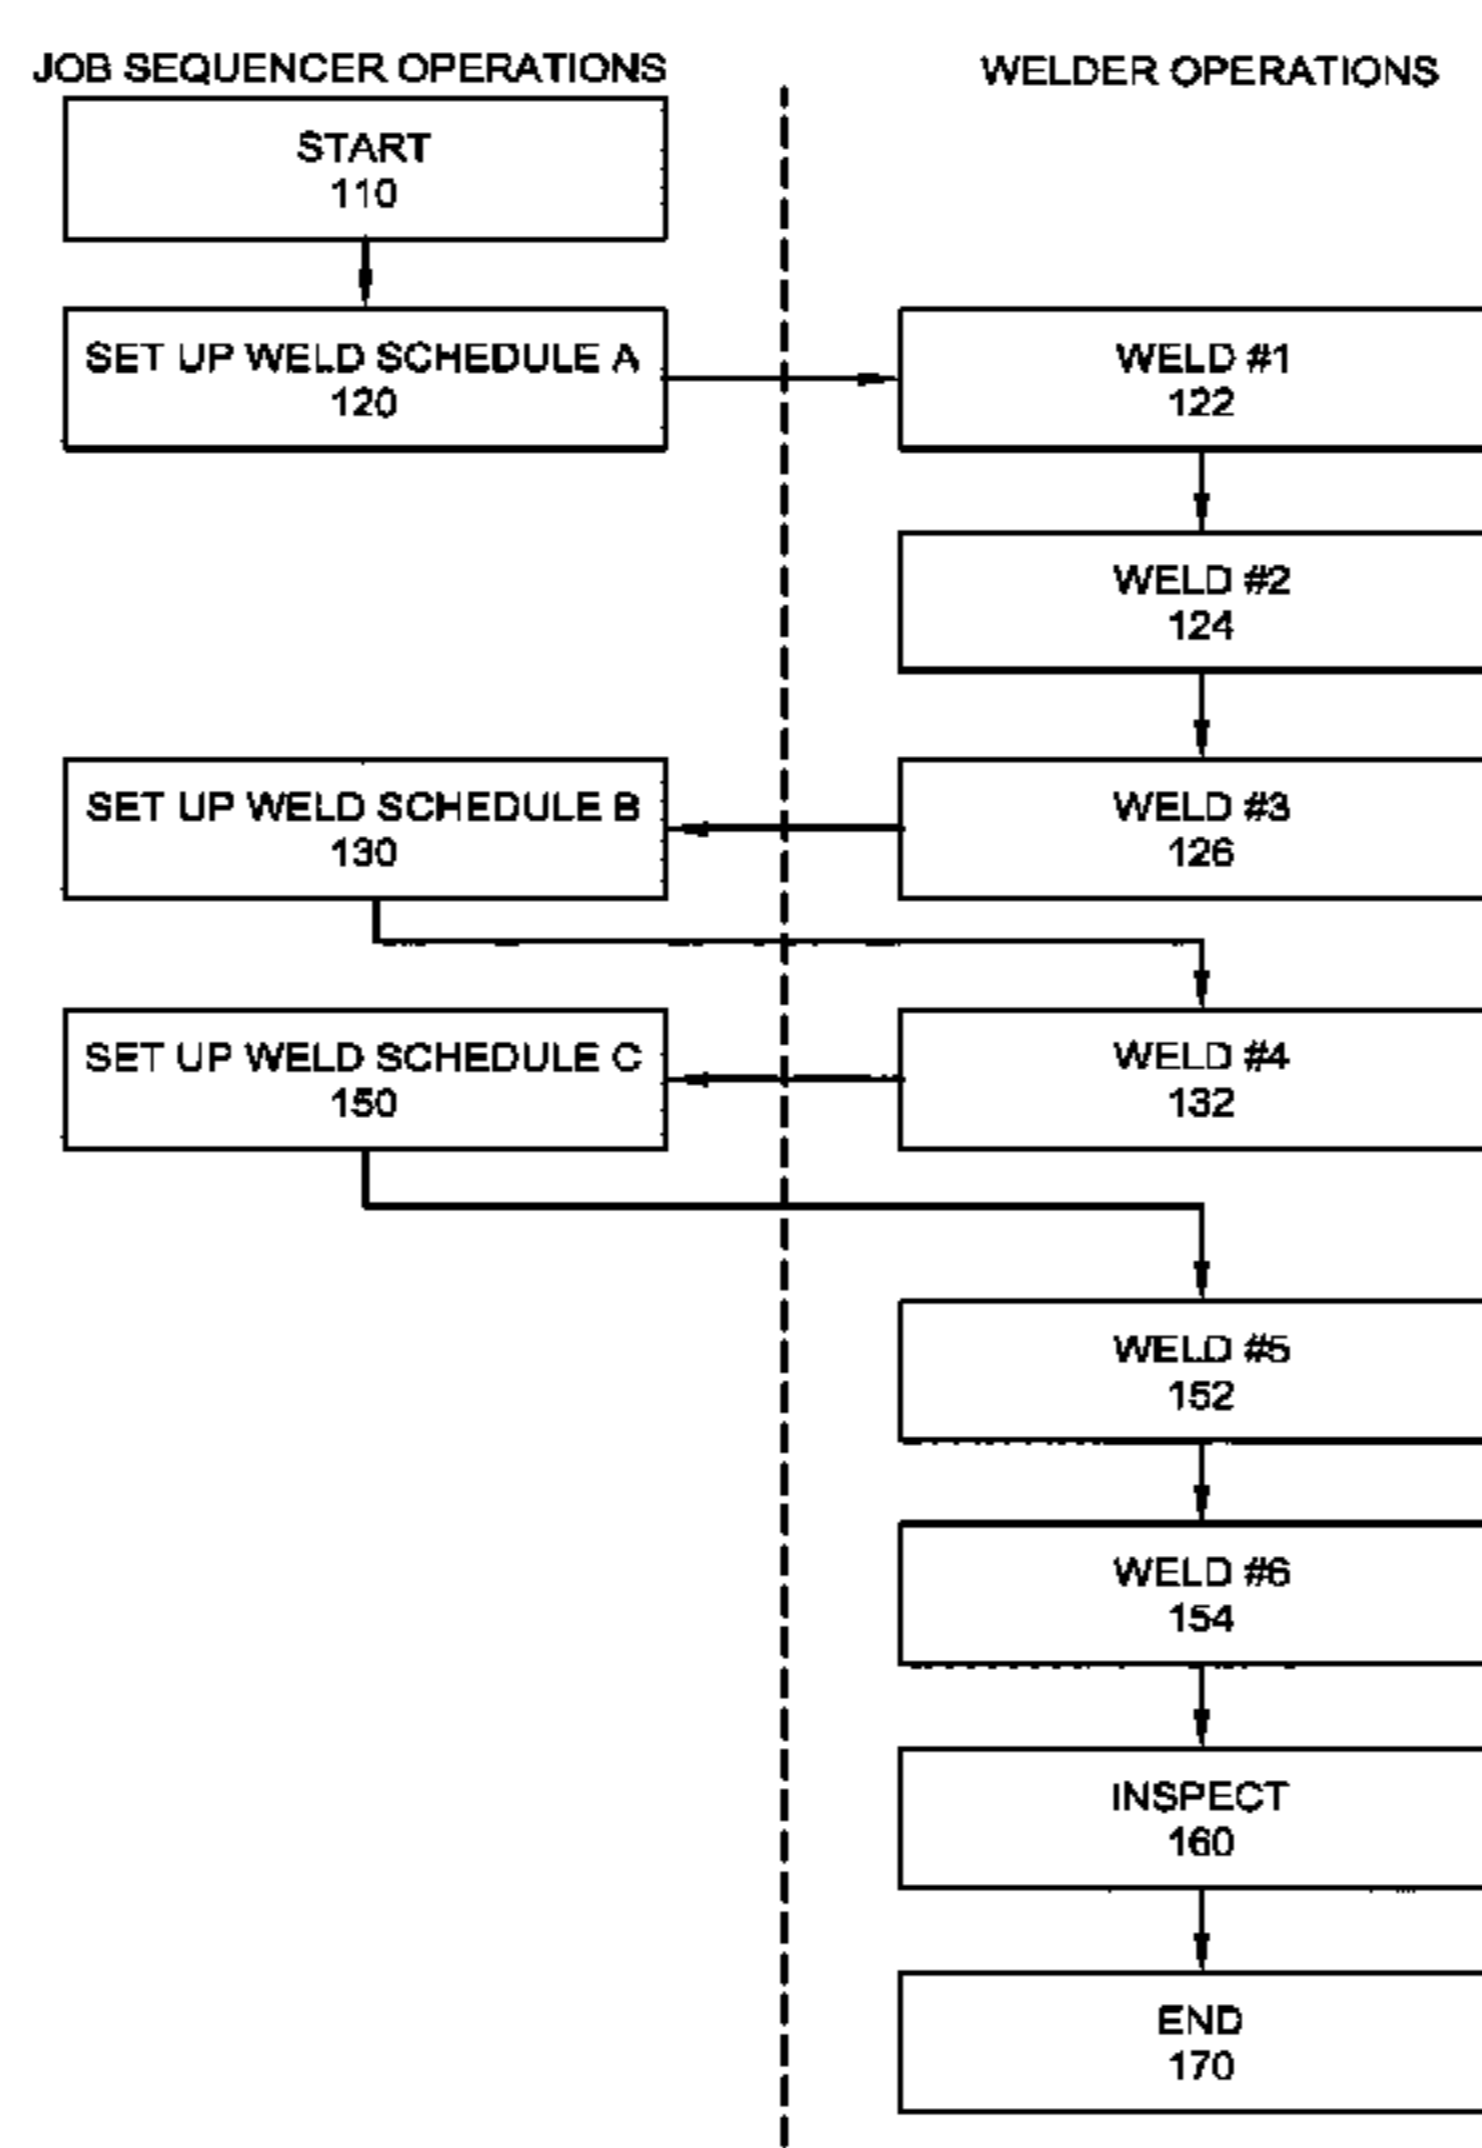 JOB SEQUENCER OPERATIONS
WELDER OPERATIONS
START
110
SET UP WELD SCHEDULE A
120
WELD #1
122
WELD #2
124
SET UP WELD SCHEDULE B
130
WELD #3
126
SET UP WELD SCHEDULE C
150
WELD #4
132
WELD #5
152
WELD #6
154
INSPECT
160
END
170